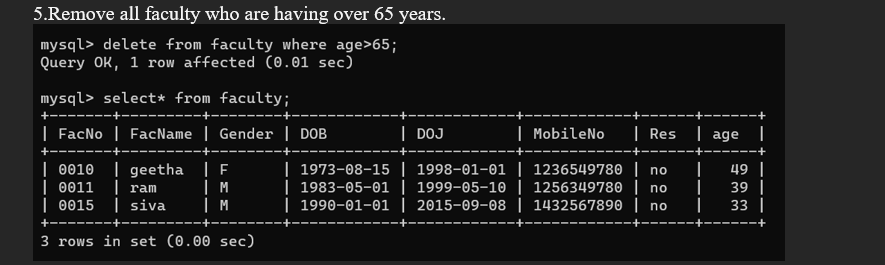 5.Remove all faculty who are having over 65 years.
mysql> delete from faculty where age>65;
Query OK, 1 row affected (0.01 sec)
mysql> select* from faculty;
+-------+---------+--------+------------+------------+------------+------+------+
| FacNo | FacName | Gender | DOB        | DOJ        | MobileNo   | Res  | age  |
+-------+---------+--------+------------+------------+------------+------+------+
| 0010  | geetha  | F      | 1973-08-15 | 1998-01-01 | 1236549780 | no   |   49 |
| 0011  | ram     | M      | 1983-05-01 | 1999-05-10 | 1256349780 | no   |   39 |
| 0015  | siva    | M      | 1990-01-01 | 2015-09-08 | 1432567890 | no   |   33 |
+-------+---------+--------+------------+------------+------------+------+------+
3 rows in set (0.00 sec)